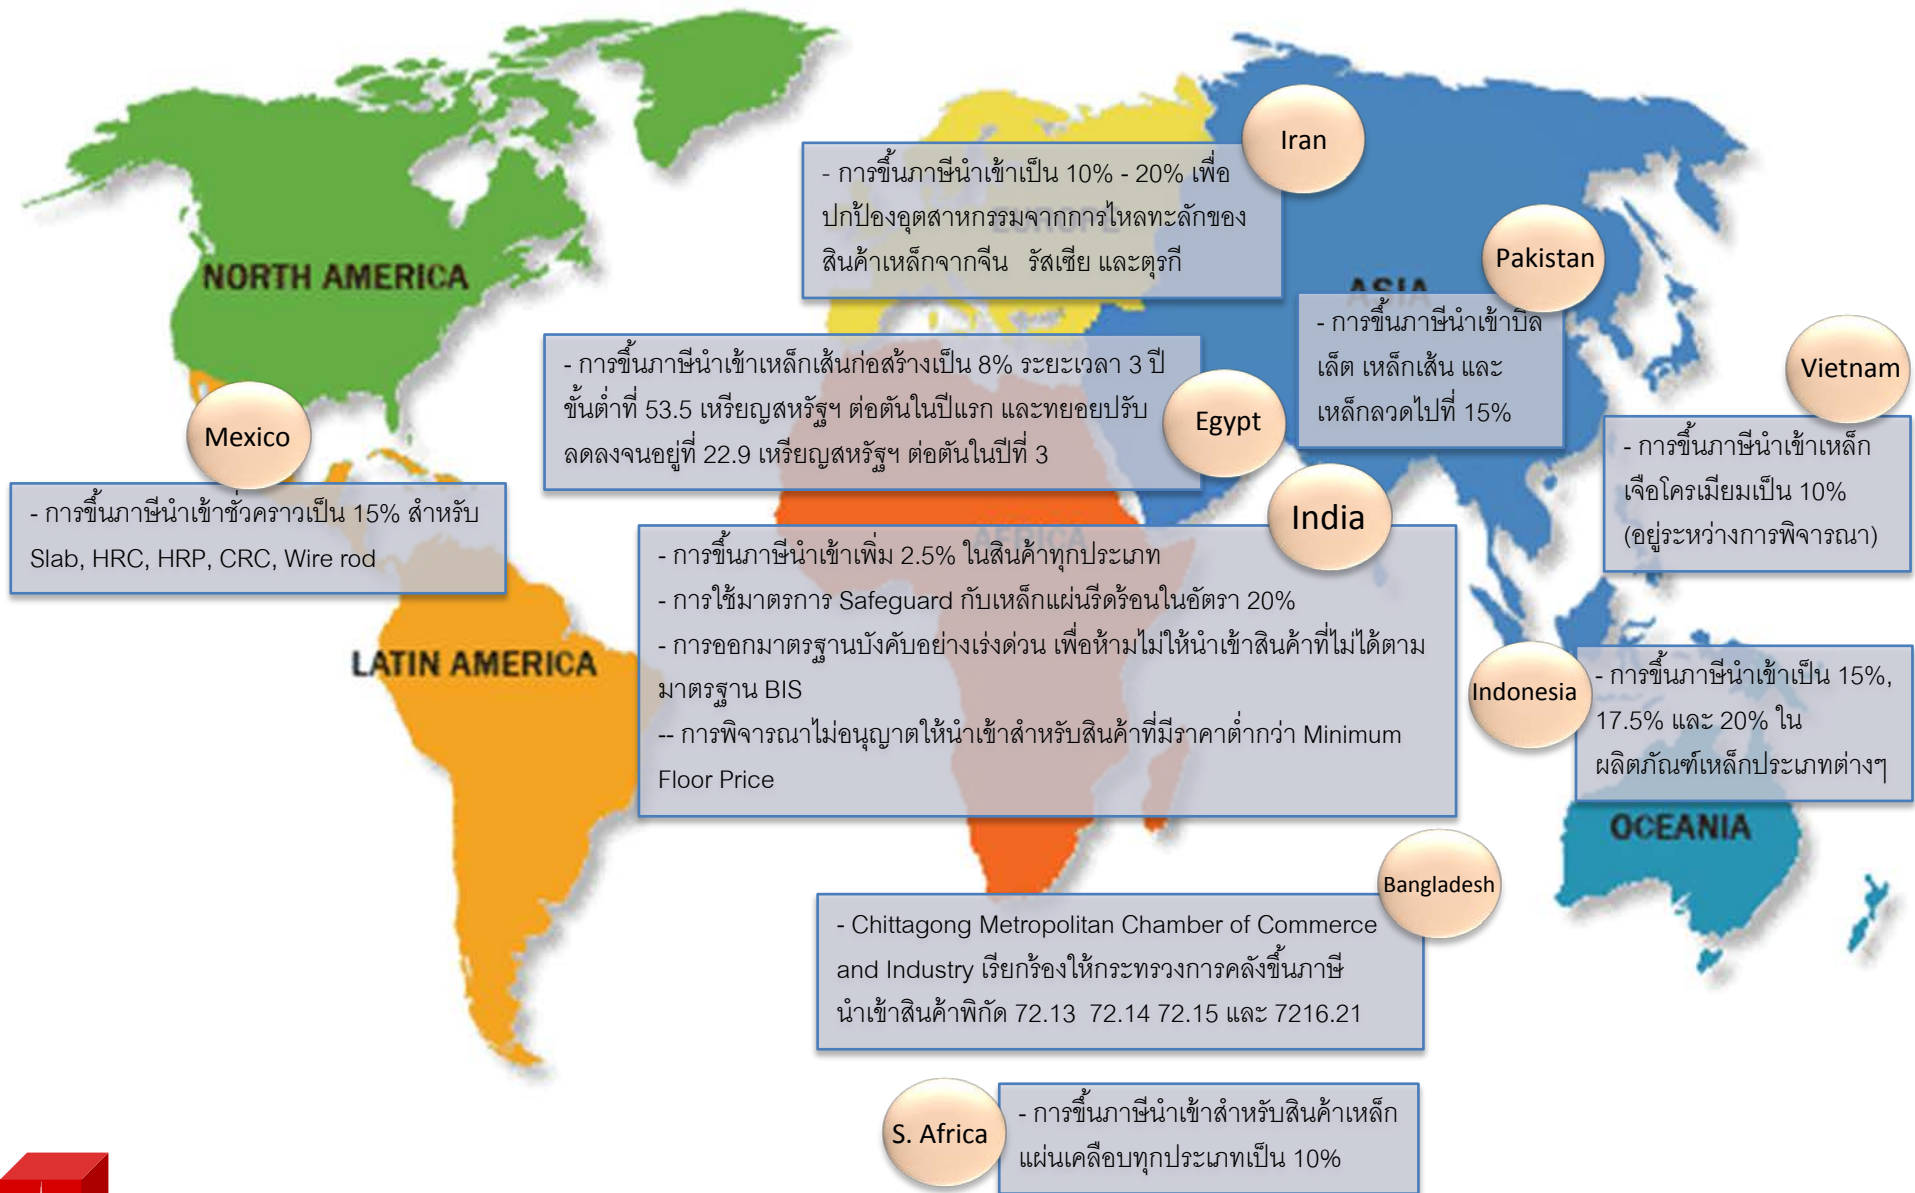 Iran
- การขึ้นภาษีนำเข้าเป็น 10% - 20% เพื่อ
ปกป้องอุตสาหกรรมจากการไหลทะลักของ
สินค้าเหล็กจากจีน รัสเซีย และตุรกี
EUROPE
NORTH AMERICA
Pakistan
ASIA
- การขึ้นภาษีนำเข้าบิล
เล็ต เหล็กเส้น และ
เหล็กลวดไปที่ 15%
Vietnam
- การขึ้นภาษีนำเข้าเหล็ก
เจือโครเมียมเป็น 10%
(อยู่ระหว่างการพิจารณา)
Egypt
- การขึ้นภาษีนำเข้าเหล็กเส้นก่อสร้างเป็น 8% ระยะเวลา 3 ปี
ขั้นต่ำที่ 53.5 เหรียญสหรัฐฯ ต่อตันในปีแรก และทยอยปรับ
ลดลงจนอยู่ที่ 22.9 เหรียญสหรัฐฯ ต่อตันในปีที่ 3
Mexico
- การขึ้นภาษีนำเข้าชั่วคราวเป็น 15% สำหรับ
Slab, HRC, HRP, CRC, Wire rod
India
AFRICA
- การขึ้นภาษีนำเข้าเพิ่ม 2.5% ในสินค้าทุกประเภท
- การใช้มาตรการ Safeguard กับเหล็กแผ่นรีดร้อนในอัตรา 20%
- การออกมาตรฐานบังคับอย่างเร่งด่วน เพื่อห้ามไม่ให้นำเข้าสินค้าที่ไม่ได้ตาม
มาตรฐาน BIS
-- การพิจารณาไม่อนุญาตให้นำเข้าสำหรับสินค้าที่มีราคาต่ำกว่า Minimum
Floor Price
LATIN AMERICA
Indonesia
- การขึ้นภาษีนำเข้าเป็น 15%,
17.5% และ 20% ใน
ผลิตภัณฑ์เหล็กประเภทต่างๆ
OCEANIA
Bangladesh
- Chittagong Metropolitan Chamber of Commerce
and Industry เรียกร้องให้กระทรวงการคลังขึ้นภาษี
นำเข้าสินค้าพิกัด 72.13 72.14 72.15 และ 7216.21
S. Africa
- การขึ้นภาษีนำเข้าสำหรับสินค้าเหล็ก
แผ่นเคลือบทุกประเภทเป็น 10%